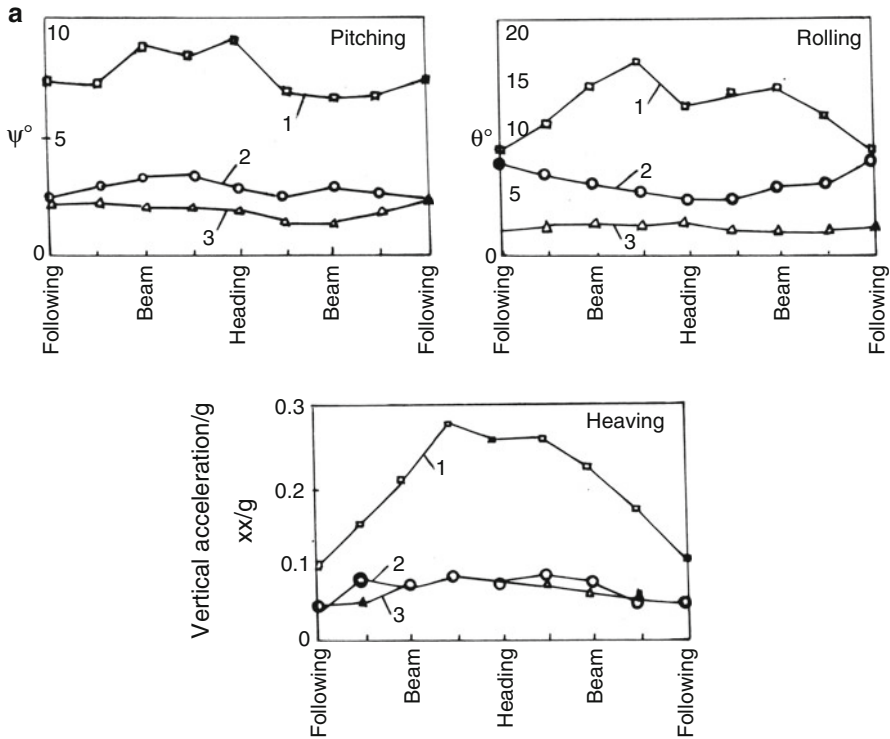 a
10
Pitching
1
5
ψ°
2
3
0
Following
Beam
Heading
Beam
Following
20
Rolling
15
1
10
θ°
2
5
3
0
Following
Beam
Heading
Beam
Following
0.3
Heaving
1
0.2
Vertical acceleration/g
xx/g
0.1
2
3
0
Following
Beam
Heading
Beam
Following